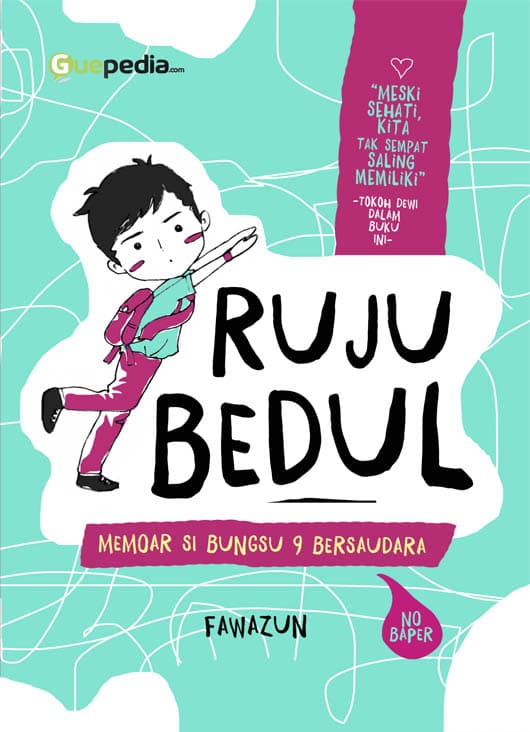 Guepedia.com
"MESKI
SEHATI,
KITA
TAK SEMPAT
SALING
MEMILIKI"
-TOKOH DEWI
DALAM
BUKU
INI-
RUJU
BEDUL
MEMOAR SI BUNGSU 9 BERSAUDARA
FAWAZUN
NO
BAPER